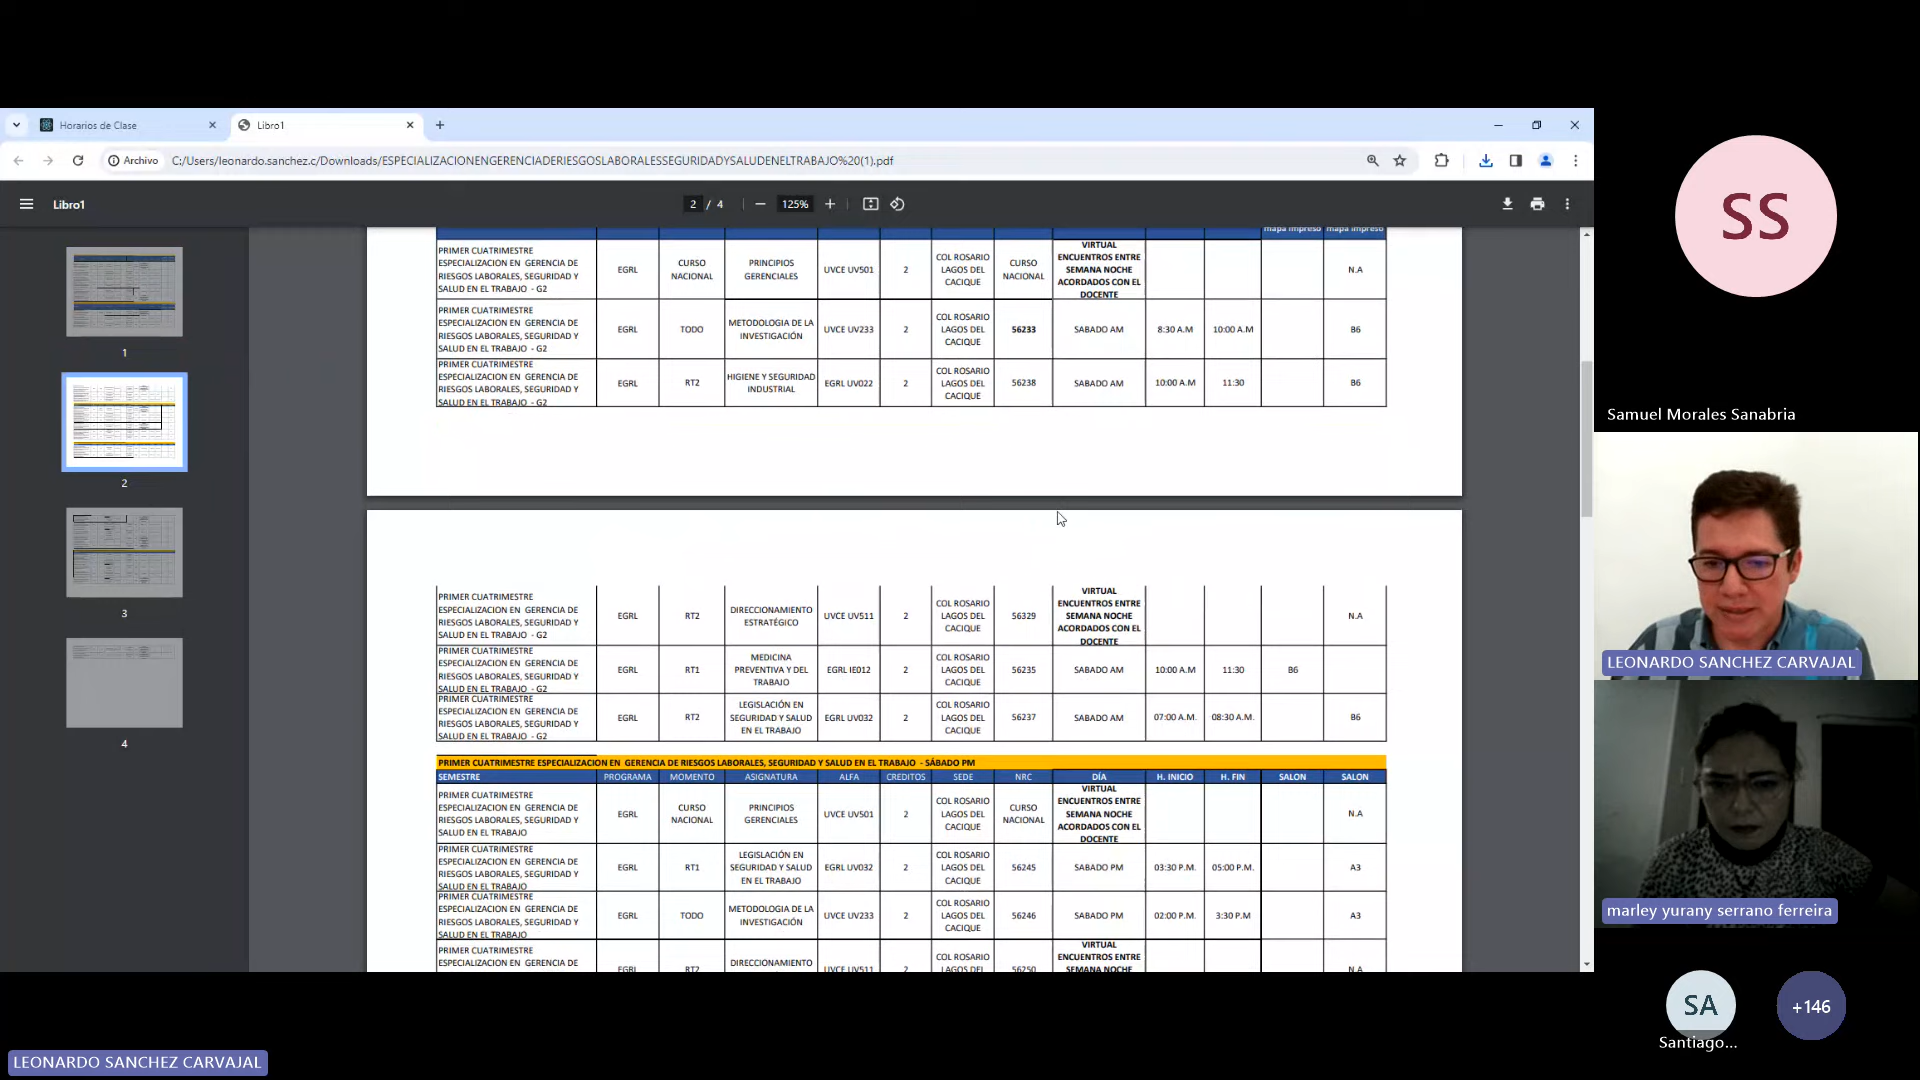 Horarios de Clase
Libro1
Archivo C:/Users/leonardo.sanchez.c/Downloads/ESPECIALIZACIONENGERENCIADERIESGOSLABORALESSEGURIDADYSALUDENELTRABAJO%20(1).pdf
Libro1
2 / 4 125%
1
2
3
4
mapa impreso mapa impreso
PRIMER CUATRIMESTRE ESPECIALIZACION EN GERENCIA DE RIESGOS LABORALES, SEGURIDAD Y SALUD EN EL TRABAJO - G2 EGRL CURSO NACIONAL PRINCIPIOS GERENCIALES UVCE UV501 2 COL ROSARIO LAGOS DEL CACIQUE CURSO NACIONAL VIRTUAL ENCUENTROS ENTRE SEMANA NOCHE ACORDADOS CON EL DOCENTE N.A
PRIMER CUATRIMESTRE ESPECIALIZACION EN GERENCIA DE RIESGOS LABORALES, SEGURIDAD Y SALUD EN EL TRABAJO - G2 EGRL TODO METODOLOGIA DE LA INVESTIGACIÓN UVCE UV233 2 COL ROSARIO LAGOS DEL CACIQUE 56233 SABADO AM 8:30 A.M 10:00 A.M B6
PRIMER CUATRIMESTRE ESPECIALIZACION EN GERENCIA DE RIESGOS LABORALES, SEGURIDAD Y SALUD EN EL TRABAJO - G2 EGRL RT2 HIGIENE Y SEGURIDAD INDUSTRIAL EGRL UV022 2 COL ROSARIO LAGOS DEL CACIQUE 56238 SABADO AM 10:00 A.M 11:30 B6
PRIMER CUATRIMESTRE ESPECIALIZACION EN GERENCIA DE RIESGOS LABORALES, SEGURIDAD Y SALUD EN EL TRABAJO - G2 EGRL RT2 DIRECCIONAMIENTO ESTRATÉGICO UVCE UV511 2 COL ROSARIO LAGOS DEL CACIQUE 56329 VIRTUAL ENCUENTROS ENTRE SEMANA NOCHE ACORDADOS CON EL DOCENTE N.A
PRIMER CUATRIMESTRE ESPECIALIZACION EN GERENCIA DE RIESGOS LABORALES, SEGURIDAD Y SALUD EN EL TRABAJO - G2 EGRL RT1 MEDICINA PREVENTIVA Y DEL TRABAJO EGRL IE012 2 COL ROSARIO LAGOS DEL CACIQUE 56235 SABADO AM 10:00 A.M 11:30 B6
PRIMER CUATRIMESTRE ESPECIALIZACION EN GERENCIA DE RIESGOS LABORALES, SEGURIDAD Y SALUD EN EL TRABAJO - G2 EGRL RT2 LEGISLACIÓN EN SEGURIDAD Y SALUD EN EL TRABAJO EGRL UV032 2 COL ROSARIO LAGOS DEL CACIQUE 56237 SABADO AM 07:00 A.M. 08:30 A.M. B6
PRIMER CUATRIMESTRE ESPECIALIZACION EN GERENCIA DE RIESGOS LABORALES, SEGURIDAD Y SALUD EN EL TRABAJO - SÁBADO PM
SEMESTRE PROGRAMA MOMENTO ASIGNATURA ALFA CREDITOS SEDE NRC DÍA H. INICIO H. FIN SALON SALON
PRIMER CUATRIMESTRE ESPECIALIZACION EN GERENCIA DE RIESGOS LABORALES, SEGURIDAD Y SALUD EN EL TRABAJO EGRL CURSO NACIONAL PRINCIPIOS GERENCIALES UVCE UV501 2 COL ROSARIO LAGOS DEL CACIQUE CURSO NACIONAL VIRTUAL ENCUENTROS ENTRE SEMANA NOCHE ACORDADOS CON EL DOCENTE N.A
PRIMER CUATRIMESTRE ESPECIALIZACION EN GERENCIA DE RIESGOS LABORALES, SEGURIDAD Y SALUD EN EL TRABAJO EGRL RT1 LEGISLACIÓN EN SEGURIDAD Y SALUD EN EL TRABAJO EGRL UV032 2 COL ROSARIO LAGOS DEL CACIQUE 56245 SABADO PM 03:30 P.M. 05:00 P.M. A3
PRIMER CUATRIMESTRE ESPECIALIZACION EN GERENCIA DE RIESGOS LABORALES, SEGURIDAD Y SALUD EN EL TRABAJO EGRL TODO METODOLOGIA DE LA INVESTIGACIÓN UVCE UV233 2 COL ROSARIO LAGOS DEL CACIQUE 56246 SABADO PM 02:00 P.M. 3:30 P.M A3
PRIMER CUATRIMESTRE ESPECIALIZACION EN GERENCIA DE EGRL RT2 DIRECCIONAMIENTO UVCE UV511 2 COL ROSARIO LAGOS DEL 56250 VIRTUAL ENCUENTROS ENTRE SEMANA NOCHE N.A
SS
Samuel Morales Sanabria
LEONARDO SANCHEZ CARVAJAL
marley yurany serrano ferreira
SA
Santiago...
+146
LEONARDO SANCHEZ CARVAJAL